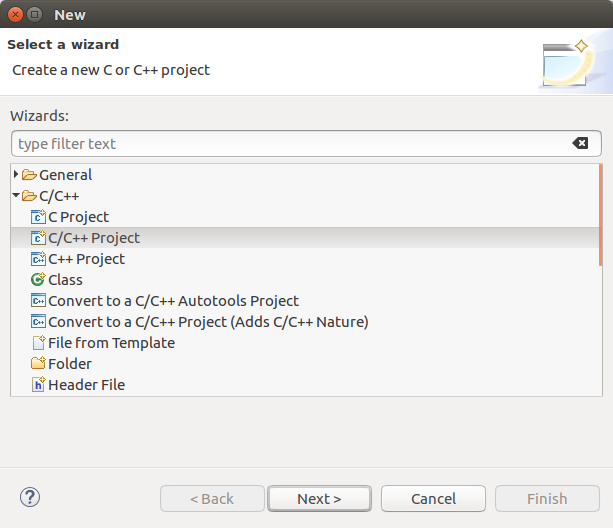 New
Select a wizard
Create a new C or C++ project
Wizards:
type filter text
General
C/C++
C Project
C/C++ Project
C++ Project
Class
Convert to a C/C++ Autotools Project
Convert to a C/C++ Project (Adds C/C++ Nature)
File from Template
Folder
Header File
< Back Next > Cancel Finish